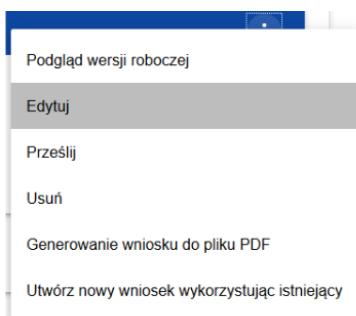 Podgląd wersji roboczej
Edytuj
Prześlij
Usuń
Generowanie wniosku do pliku PDF
Utwórz nowy wniosek wykorzystując istniejący